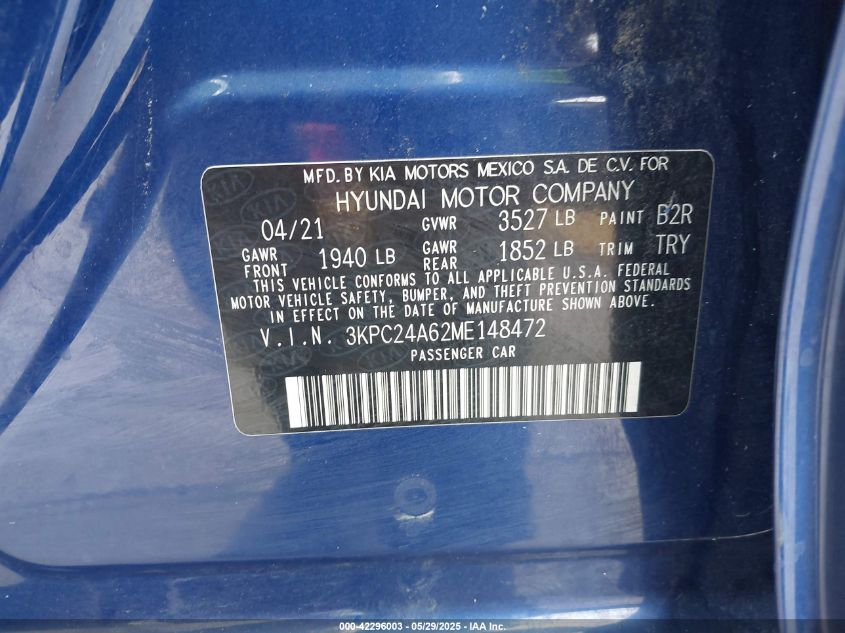 MFD. BY KIA MOTORS MEXICO S.A. DE C.V. FOR
HYUNDAI MOTOR COMPANY
04/21 GVWR 3527 LB PAINT B2R
GAWR FRONT 1940 LB GAWR REAR 1852 LB TRIM TRY
THIS VEHICLE CONFORMS TO ALL APPLICABLE U.S.A. FEDERAL
MOTOR VEHICLE SAFETY, BUMPER, AND THEFT PREVENTION STANDARDS
IN EFFECT ON THE DATE OF MANUFACTURE SHOWN ABOVE.
V.I.N. 3KPC24A62ME148472
PASSENGER CAR
000-42296003 — 05/29/2025 - IAA Inc.